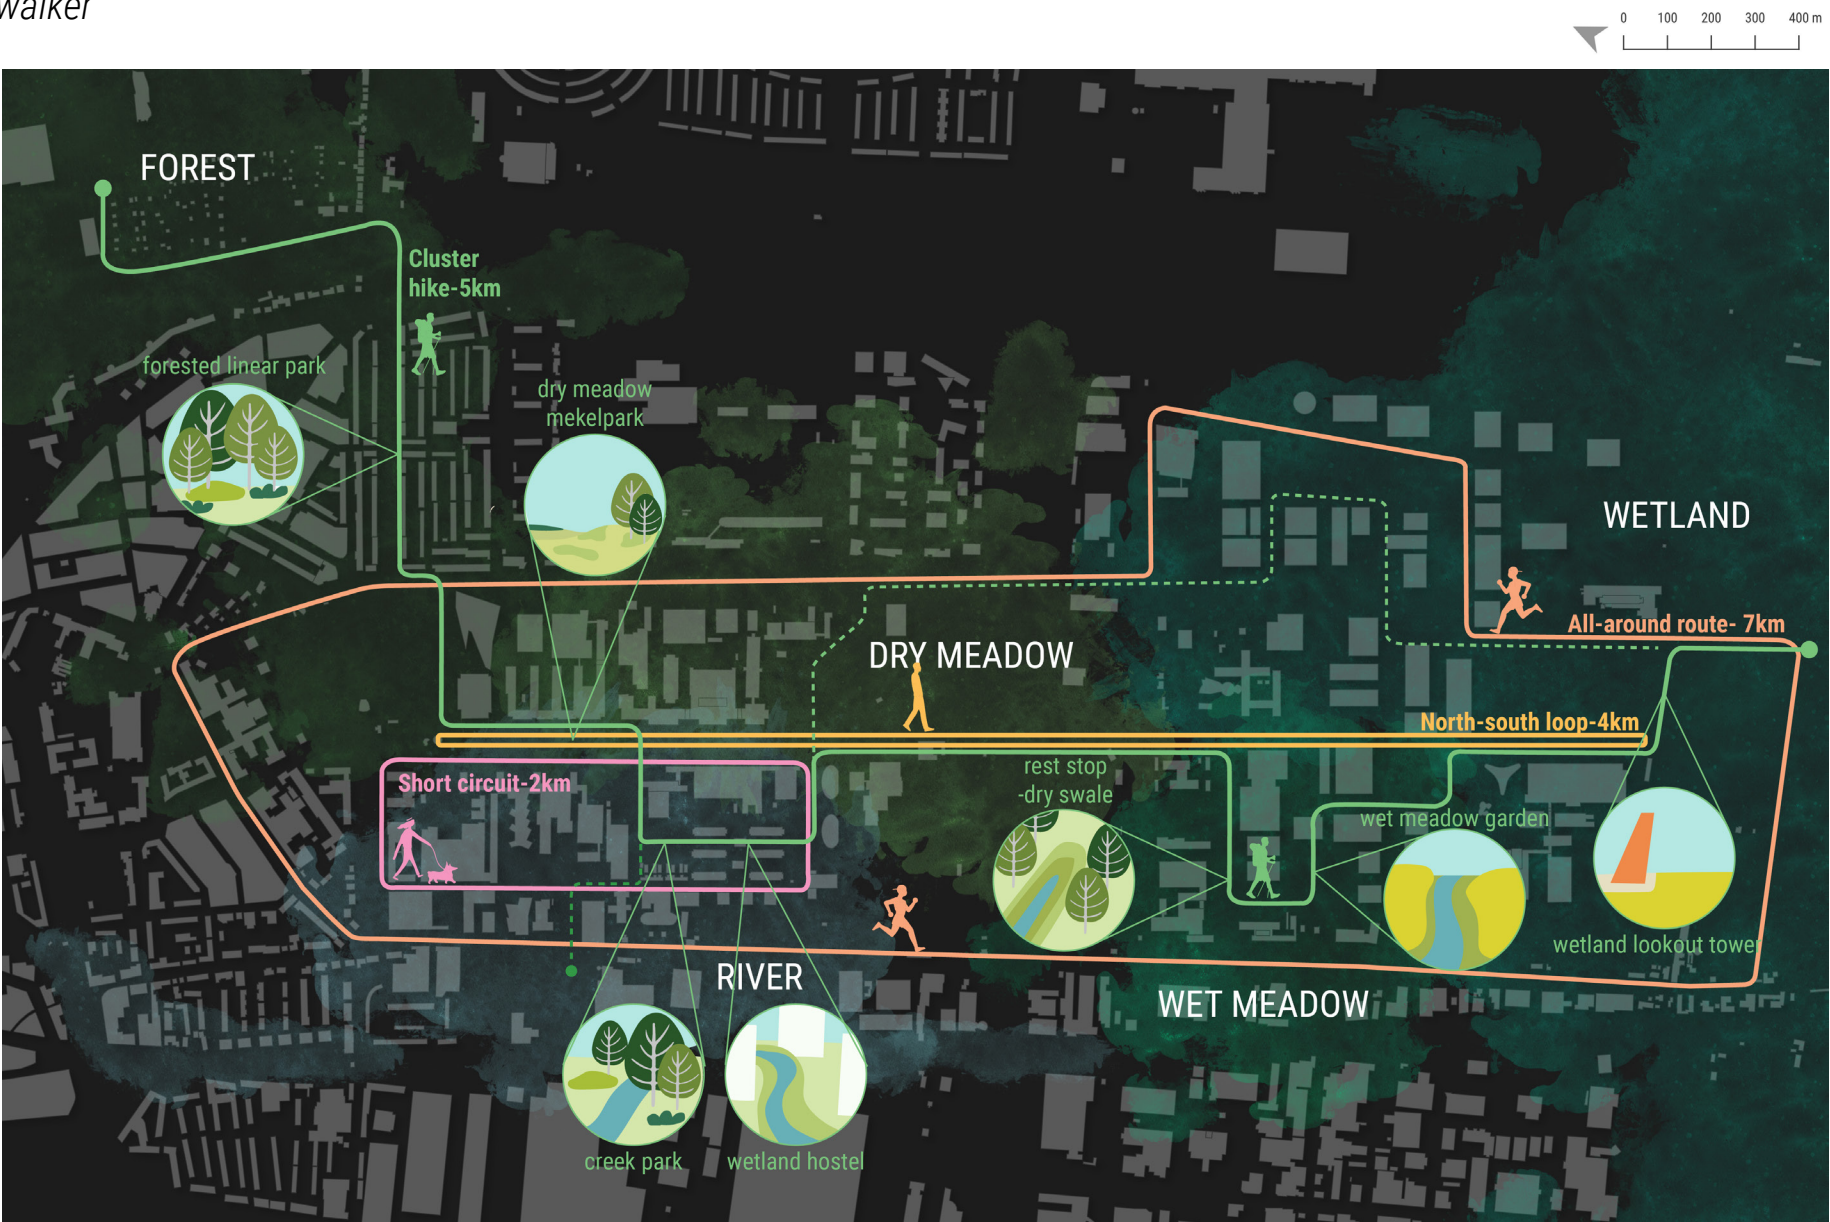 walker
0 100 200 300 400 m
FOREST
Cluster
hike-5km
forested linear park
dry meadow
mekelpark
WETLAND
All-around route- 7km
DRY MEADOW
North-south loop-4km
rest stop
-dry swale
Short circuit-2km
wet meadow garden
wetland lookout tower
RIVER
WET MEADOW
creek park
wetland hostel